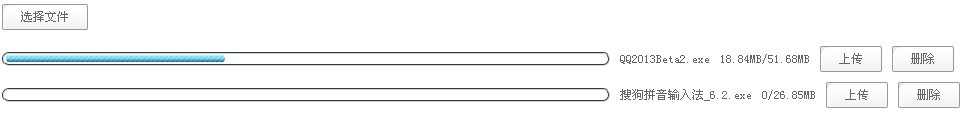 选择文件
QQ2013Beta2.exe 18.84MB/51.68MB 上传 删除
搜狗拼音输入法_6.2.exe 0/26.85MB 上传 删除